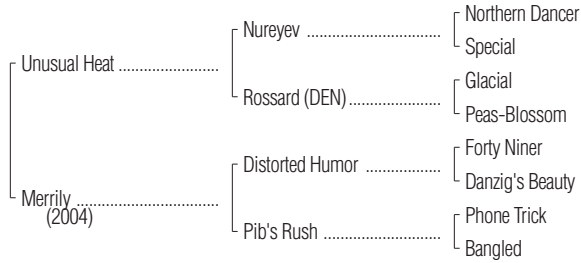 Northern Dancer
Nureyev ..............................
Special
Unusual Heat ......................
Glacial
Rossard (DEN) ....................
Peas-Blossom
Forty Niner
Distorted Humor ................
Danzig's Beauty
Merrily ...............................
(2004)
Phone Trick
Pib's Rush ..........................
Bangled